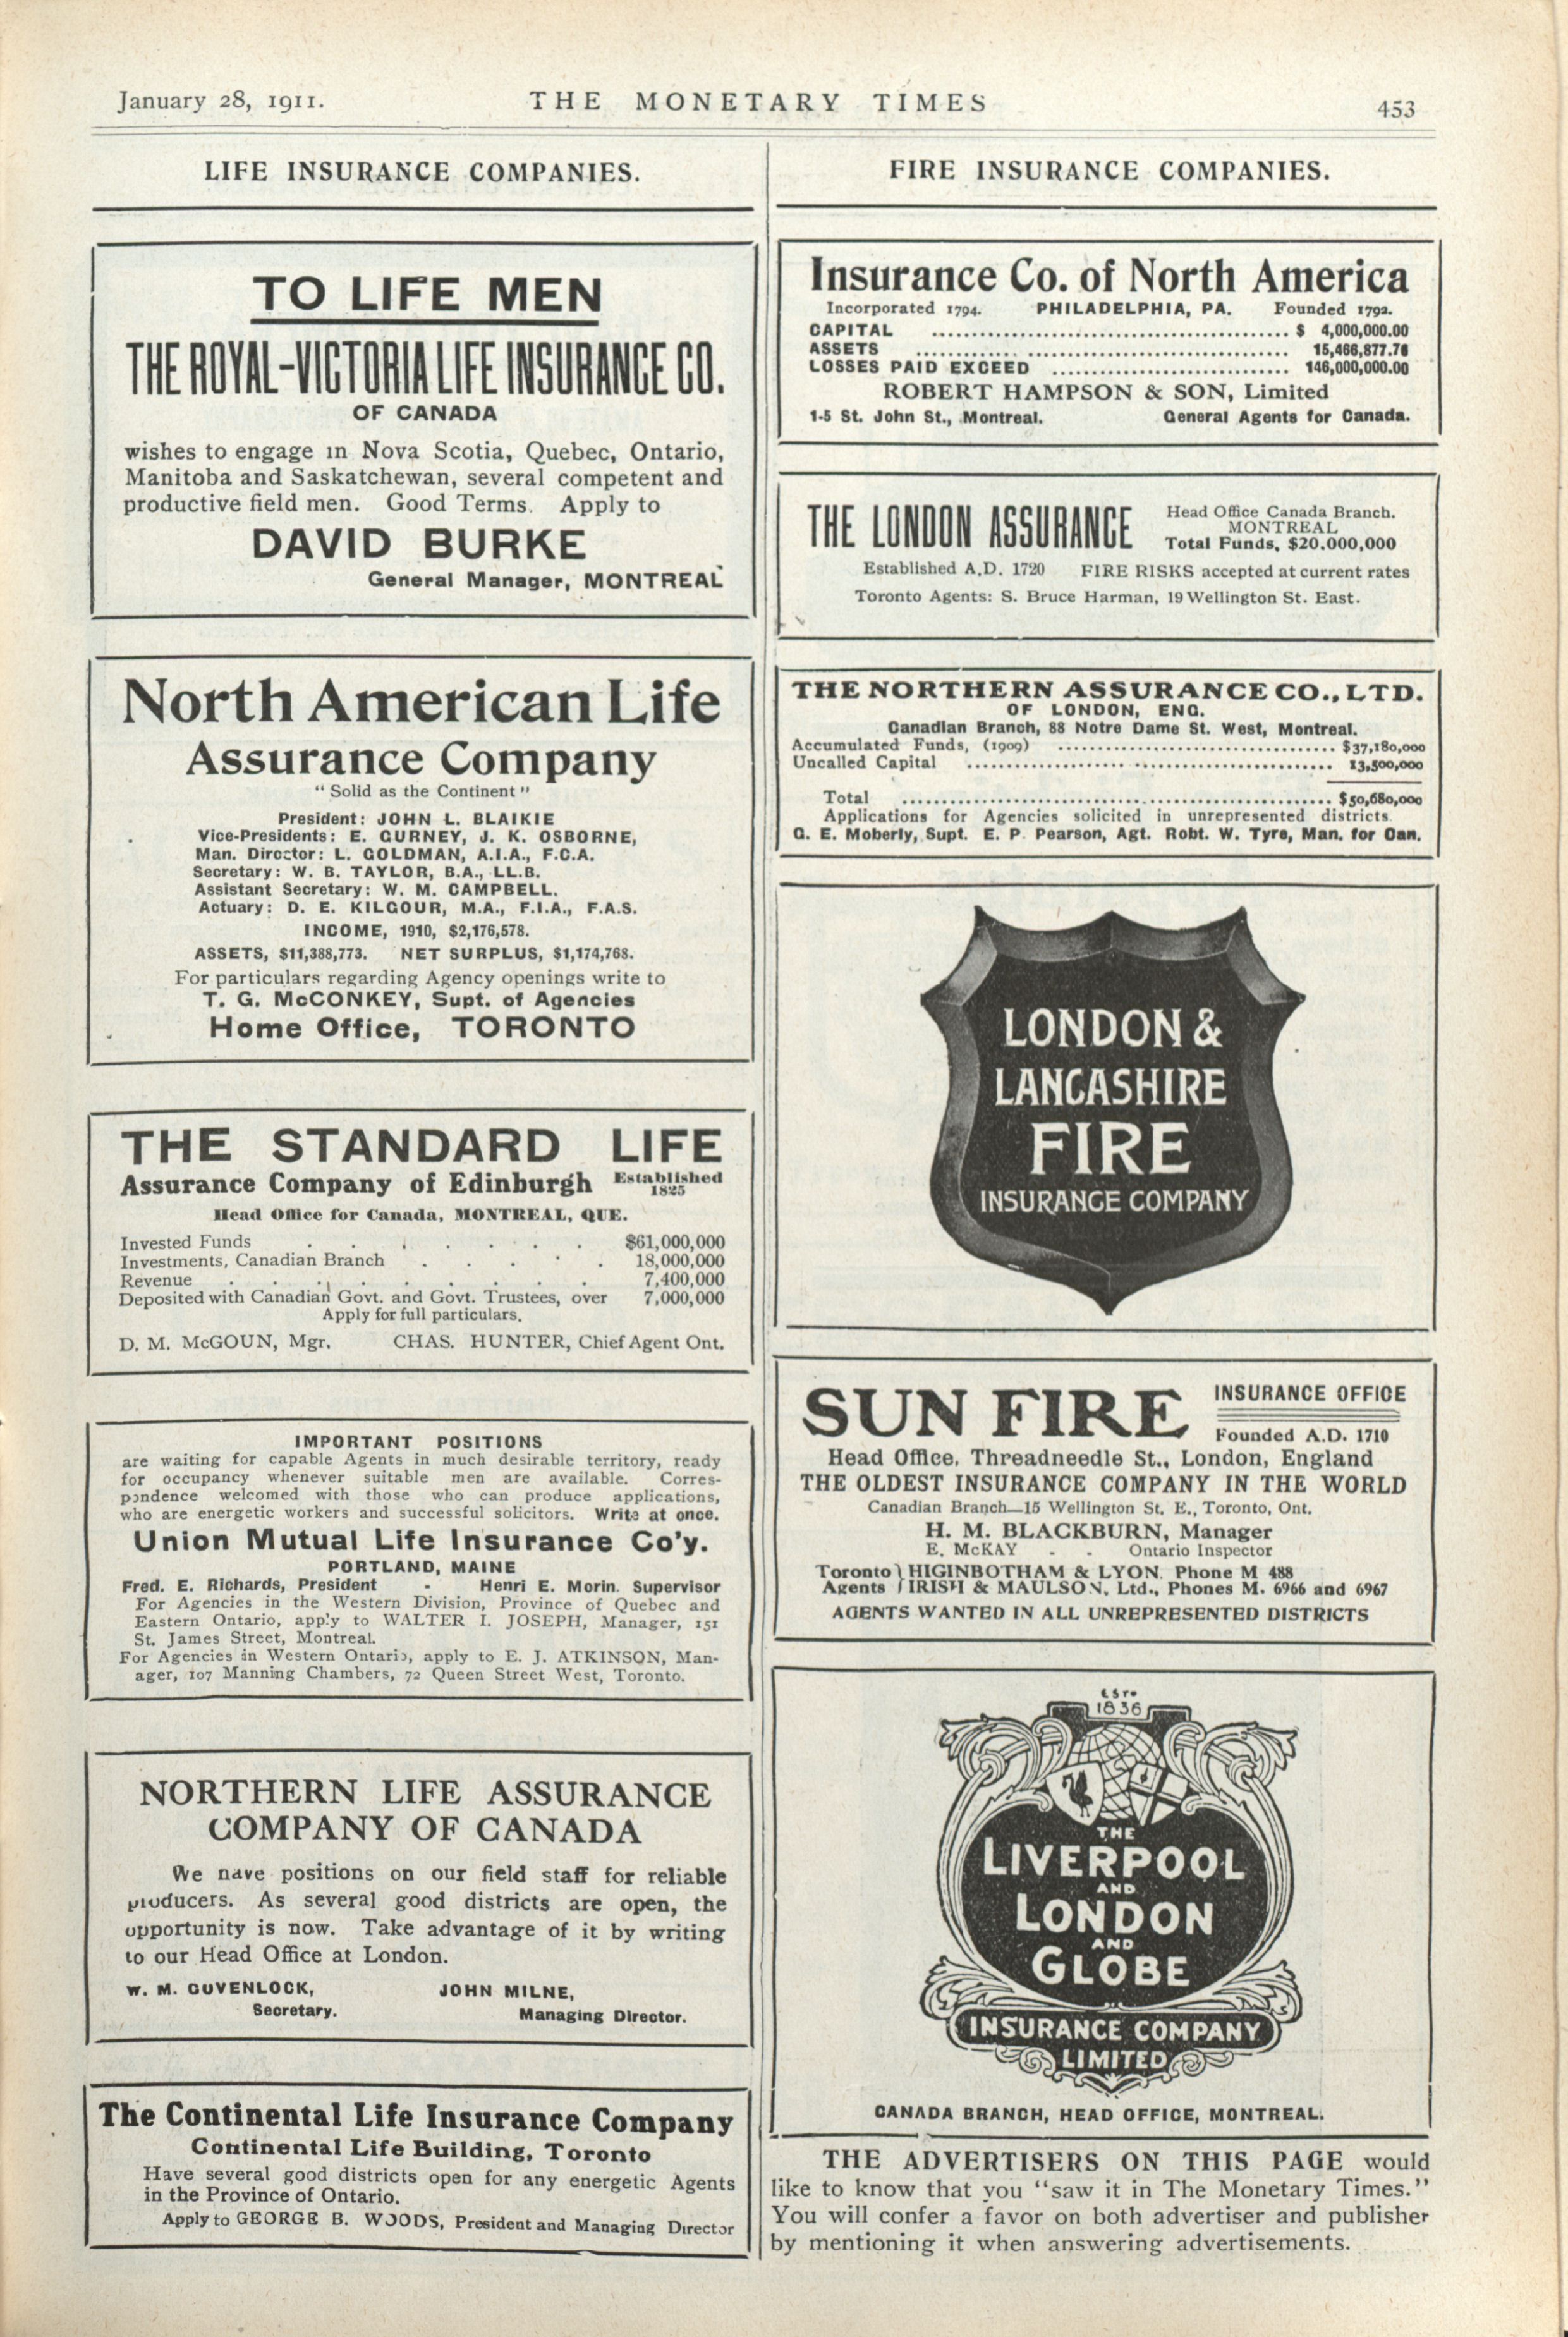 January 28, 1911.
THE MONETARY TIMES
453
LIFE INSURANCE COMPANIES.
TO LIFE MEN
THE ROYAL-VICTORIA LIFE INSURANCE CO.
OF CANADA
wishes to engage in Nova Scotia, Quebec, Ontario,
Manitoba and Saskatchewan, several competent and
productive field men. Good Terms. Apply to
DAVID BURKE
General Manager, MONTREAL
North American Life
Assurance Company
"Solid as the Continent"
President: JOHN L. BLAIKIE
Vice-Presidents: E. GURNEY, J. K. OSBORNE,
Man. Director: L. GOLDMAN, A.I.A., F.C.A.
Secretary: W. B. TAYLOR, B.A., LL.B.
Assistant Secretary: W. M. CAMPBELL.
Actuary: D. E. KILGOUR, M.A., F.I.A., F.A.S.
INCOME, 1910, $2,176,578.
ASSETS, $11,388,773. NET SURPLUS, $1,174,768.
For particulars regarding Agency openings write to
T. G. McCONKEY, Supt. of Agencies
Home Office, TORONTO
THE STANDARD LIFE
Assurance Company of Edinburgh Established 1825
Head Office for Canada, MONTREAL, QUE.
Invested Funds . . . . . . . $61,000,000
Investments, Canadian Branch . . . . . 18,000,000
Revenue . . . . . . . . . 7,400,000
Deposited with Canadian Govt. and Govt. Trustees, over 7,000,000
Apply for full particulars.
D. M. McGOUN, Mgr. CHAS. HUNTER, Chief Agent Ont.
IMPORTANT POSITIONS
are waiting for capable Agents in much desirable territory, ready
for occupancy whenever suitable men are available. Corres-
pondence welcomed with those who can produce applications,
who are energetic workers and successful solicitors. Write at once.
Union Mutual Life Insurance Co'y.
PORTLAND, MAINE
Fred. E. Richards, President - Henri E. Morin. Supervisor
For Agencies in the Western Division, Province of Quebec and
Eastern Ontario, apply to WALTER I. JOSEPH, Manager, 151
St. James Street, Montreal.
For Agencies in Western Ontario, apply to E. J. ATKINSON, Man-
ager, 107 Manning Chambers, 72 Queen Street West, Toronto.
NORTHERN LIFE ASSURANCE
COMPANY OF CANADA
We have positions on our field staff for reliable
producers. As several good districts are open, the
opportunity is now. Take advantage of it by writing
to our Head Office at London.
W. M. GOVENLOCK, JOHN MILNE,
Secretary. Managing Director.
The Continental Life Insurance Company
Continental Life Building, Toronto
Have several good districts open for any energetic Agents
in the Province of Ontario.
Apply to GEORGE B. WOODS, President and Managing Director
FIRE INSURANCE COMPANIES.
Insurance Co. of North America
Incorporated 1794. PHILADELPHIA, PA. Founded 1792.
CAPITAL ........ $ 4,000,000.00
ASSETS ........ 15,466,877.76
LOSSES PAID EXCEED ........ 146,000,000.00
ROBERT HAMPSON & SON, Limited
1-5 St. John St., Montreal. General Agents for Canada.
THE LONDON ASSURANCE
Head Office Canada Branch.
MONTREAL
Total Funds, $20.000,000
Established A.D. 1720 FIRE RISKS accepted at current rates
Toronto Agents: S. Bruce Harman, 19 Wellington St. East.
THE NORTHERN ASSURANCE CO., LTD.
OF LONDON, ENG.
Canadian Branch, 88 Notre Dame St. West, Montreal.
Accumulated Funds, (1909) ........ $37,180,000
Uncalled Capital ........ 13,500,000
Total ........ $50,680,000
Applications for Agencies solicited in unrepresented districts.
G. E. Moberly, Supt. E. P. Pearson, Agt. Robt. W. Tyre, Man. for Can.
LONDON &
LANCASHIRE
FIRE
INSURANCE COMPANY
SUN FIRE
INSURANCE OFFICE
Founded A.D. 1710
Head Office. Threadneedle St., London, England
THE OLDEST INSURANCE COMPANY IN THE WORLD
Canadian Branch—15 Wellington St. E., Toronto, Ont.
H. M. BLACKBURN, Manager
E. McKAY - - Ontario Inspector
Toronto } HIGINBOTHAM & LYON. Phone M 488
Agents } IRISH & MAULSON, Ltd., Phones M. 6966 and 6967
AGENTS WANTED IN ALL UNREPRESENTED DISTRICTS
ESTD
1836
THE
LIVERPOOL
AND
LONDON
AND
GLOBE
INSURANCE COMPANY
LIMITED
CANADA BRANCH, HEAD OFFICE, MONTREAL.
THE ADVERTISERS ON THIS PAGE would
like to know that you "saw it in The Monetary Times."
You will confer a favor on both advertiser and publisher
by mentioning it when answering advertisements.